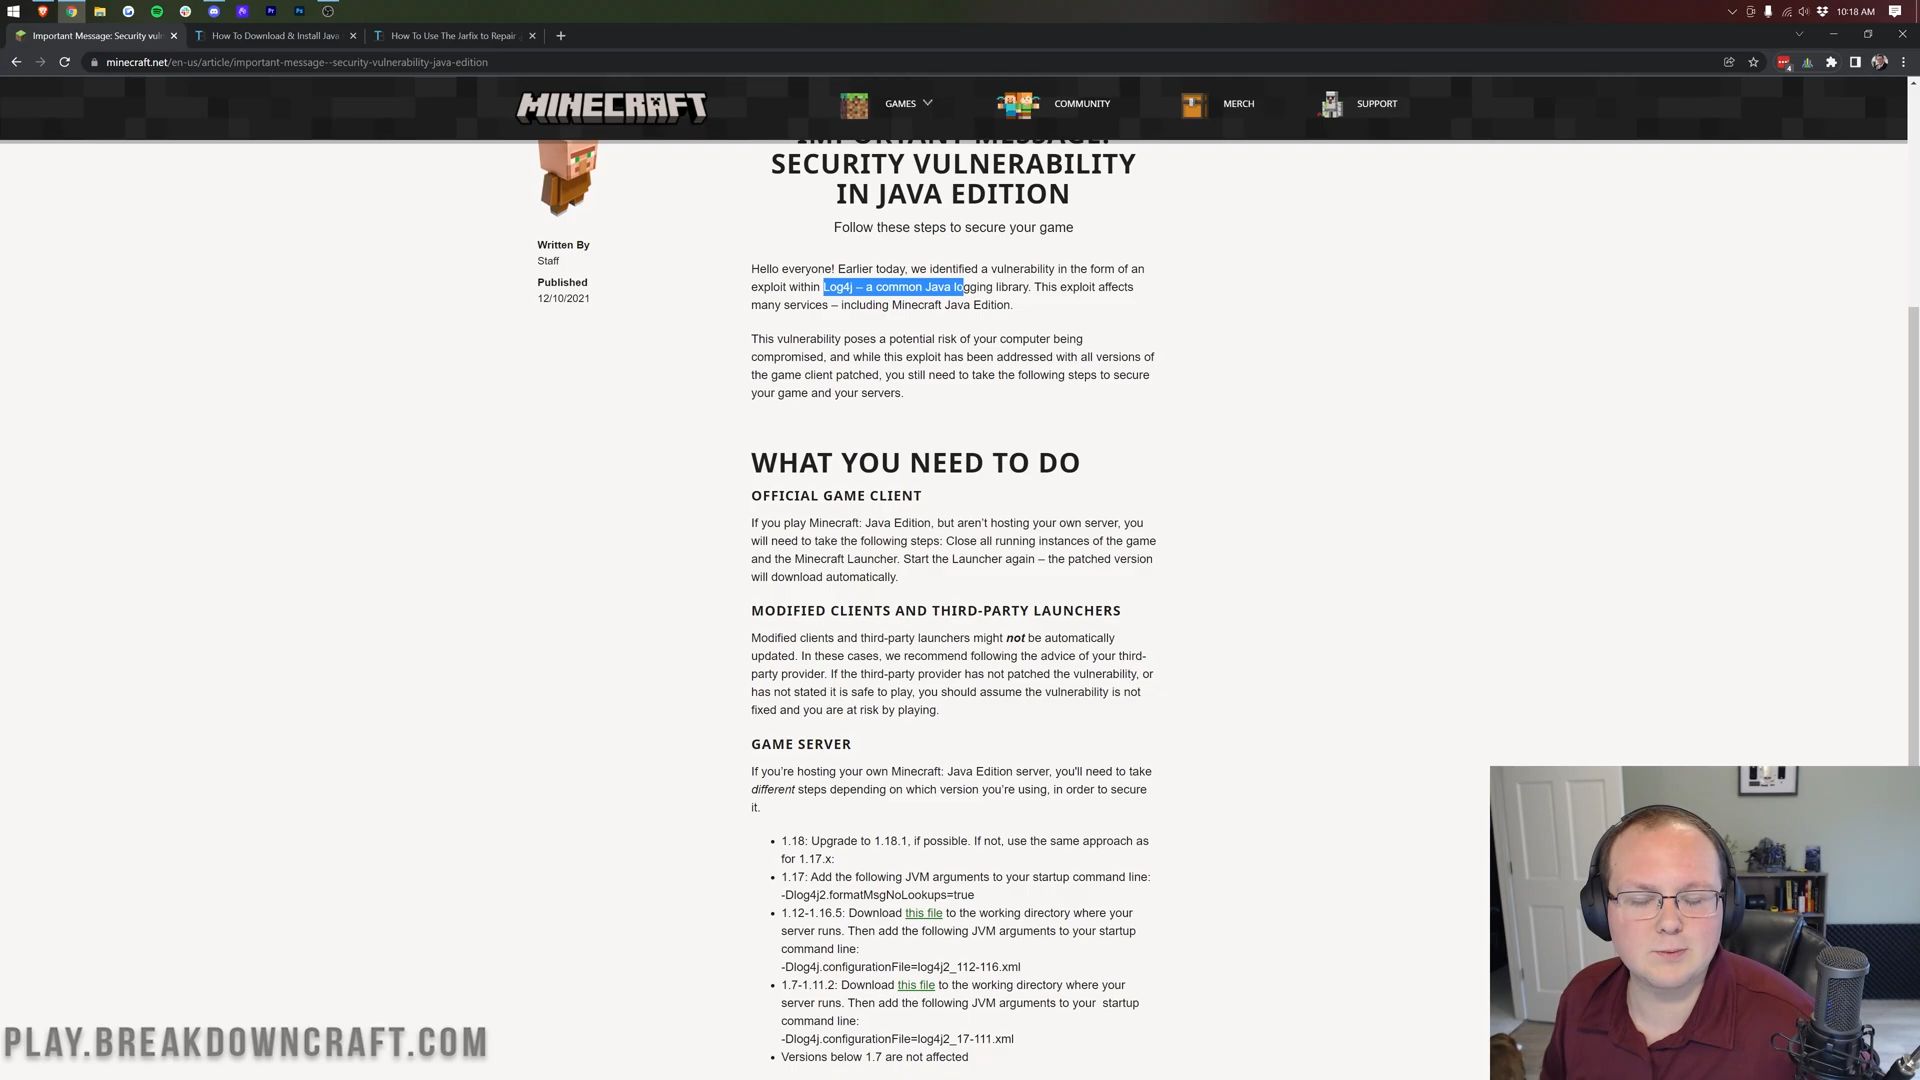 10:18 AM
Important Message: Security vul
How To Download & Install Java
How To Use The Jarfix to Repair
minecraft.net/en-us/article/important-message--security-vulnerability-java-edition
MINECRAFT
GAMES
COMMUNITY
MERCH
SUPPORT
IMPORTANT MESSAGE:
SECURITY VULNERABILITY
IN JAVA EDITION
Follow these steps to secure your game
Written By
Staff
Published
12/10/2021
Hello everyone! Earlier today, we identified a vulnerability in the form of an
exploit within Log4j – a common Java logging library. This exploit affects
many services – including Minecraft Java Edition.
This vulnerability poses a potential risk of your computer being
compromised, and while this exploit has been addressed with all versions of
the game client patched, you still need to take the following steps to secure
your game and your servers.
WHAT YOU NEED TO DO
OFFICIAL GAME CLIENT
If you play Minecraft: Java Edition, but aren’t hosting your own server, you
will need to take the following steps: Close all running instances of the game
and the Minecraft Launcher. Start the Launcher again – the patched version
will download automatically.
MODIFIED CLIENTS AND THIRD-PARTY LAUNCHERS
Modified clients and third-party launchers might not be automatically
updated. In these cases, we recommend following the advice of your third-
party provider. If the third-party provider has not patched the vulnerability, or
has not stated it is safe to play, you should assume the vulnerability is not
fixed and you are at risk by playing.
GAME SERVER
If you’re hosting your own Minecraft: Java Edition server, you'll need to take
different steps depending on which version you’re using, in order to secure
it.
• 1.18: Upgrade to 1.18.1, if possible. If not, use the same approach as
for 1.17.x:
• 1.17: Add the following JVM arguments to your startup command line:
-Dlog4j2.formatMsgNoLookups=true
• 1.12-1.16.5: Download this file to the working directory where your
server runs. Then add the following JVM arguments to your startup
command line:
-Dlog4j.configurationFile=log4j2_112-116.xml
• 1.7-1.11.2: Download this file to the working directory where your
server runs. Then add the following JVM arguments to your startup
command line:
-Dlog4j.configurationFile=log4j2_17-111.xml
• Versions below 1.7 are not affected
PLAY.BREAKDOWNCRAFT.COM